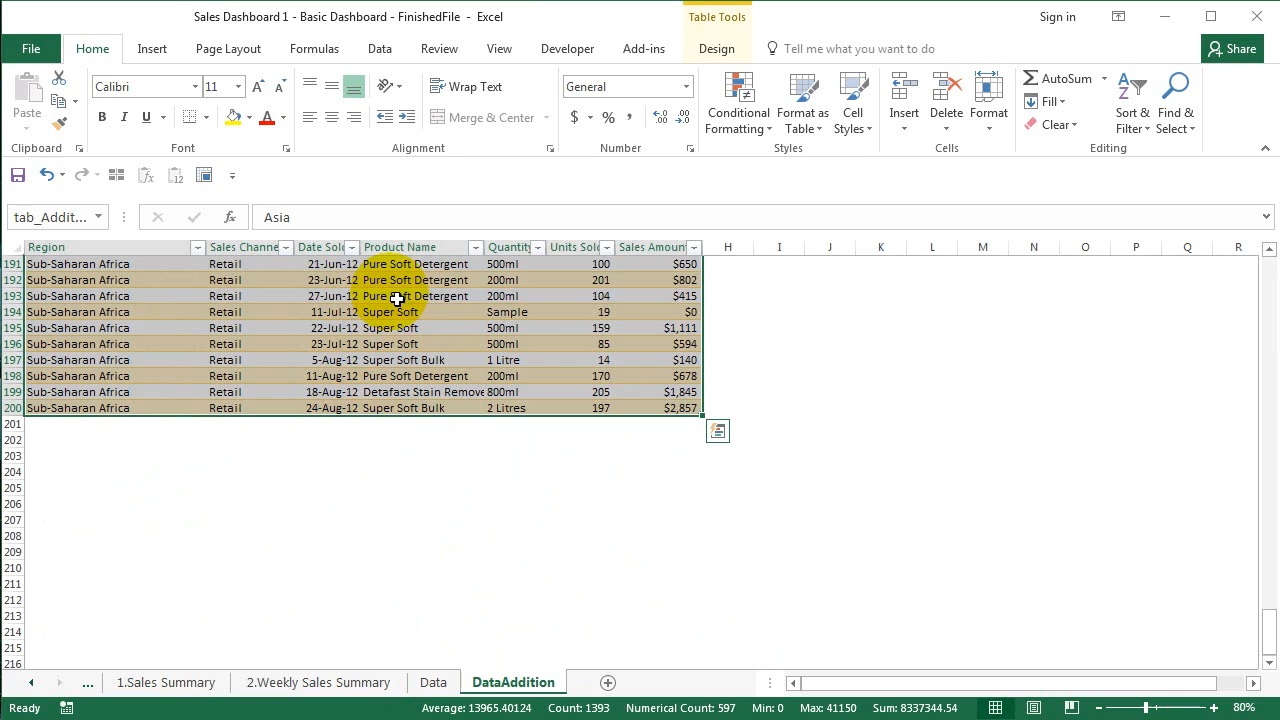 Sales Dashboard 1 - Basic Dashboard - FinishedFile - Excel
Table Tools
Sign in
File Home Insert Page Layout Formulas Data Review View Developer Add-ins Design Tell me what you want to do Share
Paste
Calibri 11
B I U
Wrap Text
Merge & Center
General
$ % ,
Conditional Formatting
Format as Table
Cell Styles
Insert
Delete
Format
AutoSum
Fill
Clear
Sort & Filter
Find & Select
Clipboard Font Alignment Number Styles Cells Editing
tab_Addit... fx Asia
Region Sales Channe Date Sol Product Name Quantity Units Sol Sales Amoun H I J K L M N O P Q R
191 Sub-Saharan Africa Retail 21-Jun-12 Pure Soft Detergent 500ml 100 $650
192 Sub-Saharan Africa Retail 23-Jun-12 Pure Soft Detergent 200ml 201 $802
193 Sub-Saharan Africa Retail 27-Jun-12 Pure Soft Detergent 200ml 104 $415
194 Sub-Saharan Africa Retail 11-Jul-12 Super Soft Sample 19 $0
195 Sub-Saharan Africa Retail 22-Jul-12 Super Soft 500ml 159 $1,111
196 Sub-Saharan Africa Retail 23-Jul-12 Super Soft 500ml 85 $594
197 Sub-Saharan Africa Retail 5-Aug-12 Super Soft Bulk 1 Litre 14 $140
198 Sub-Saharan Africa Retail 11-Aug-12 Pure Soft Detergent 200ml 170 $678
199 Sub-Saharan Africa Retail 18-Aug-12 Detafast Stain Remove 800ml 205 $1,845
200 Sub-Saharan Africa Retail 24-Aug-12 Super Soft Bulk 2 Litres 197 $2,857
201
202
203
204
205
206
207
208
209
210
211
212
213
214
215
216
... 1.Sales Summary 2.Weekly Sales Summary Data DataAddition
Ready Average: 13965.40124 Count: 1393 Numerical Count: 597 Min: 0 Max: 41150 Sum: 8337344.54 80%